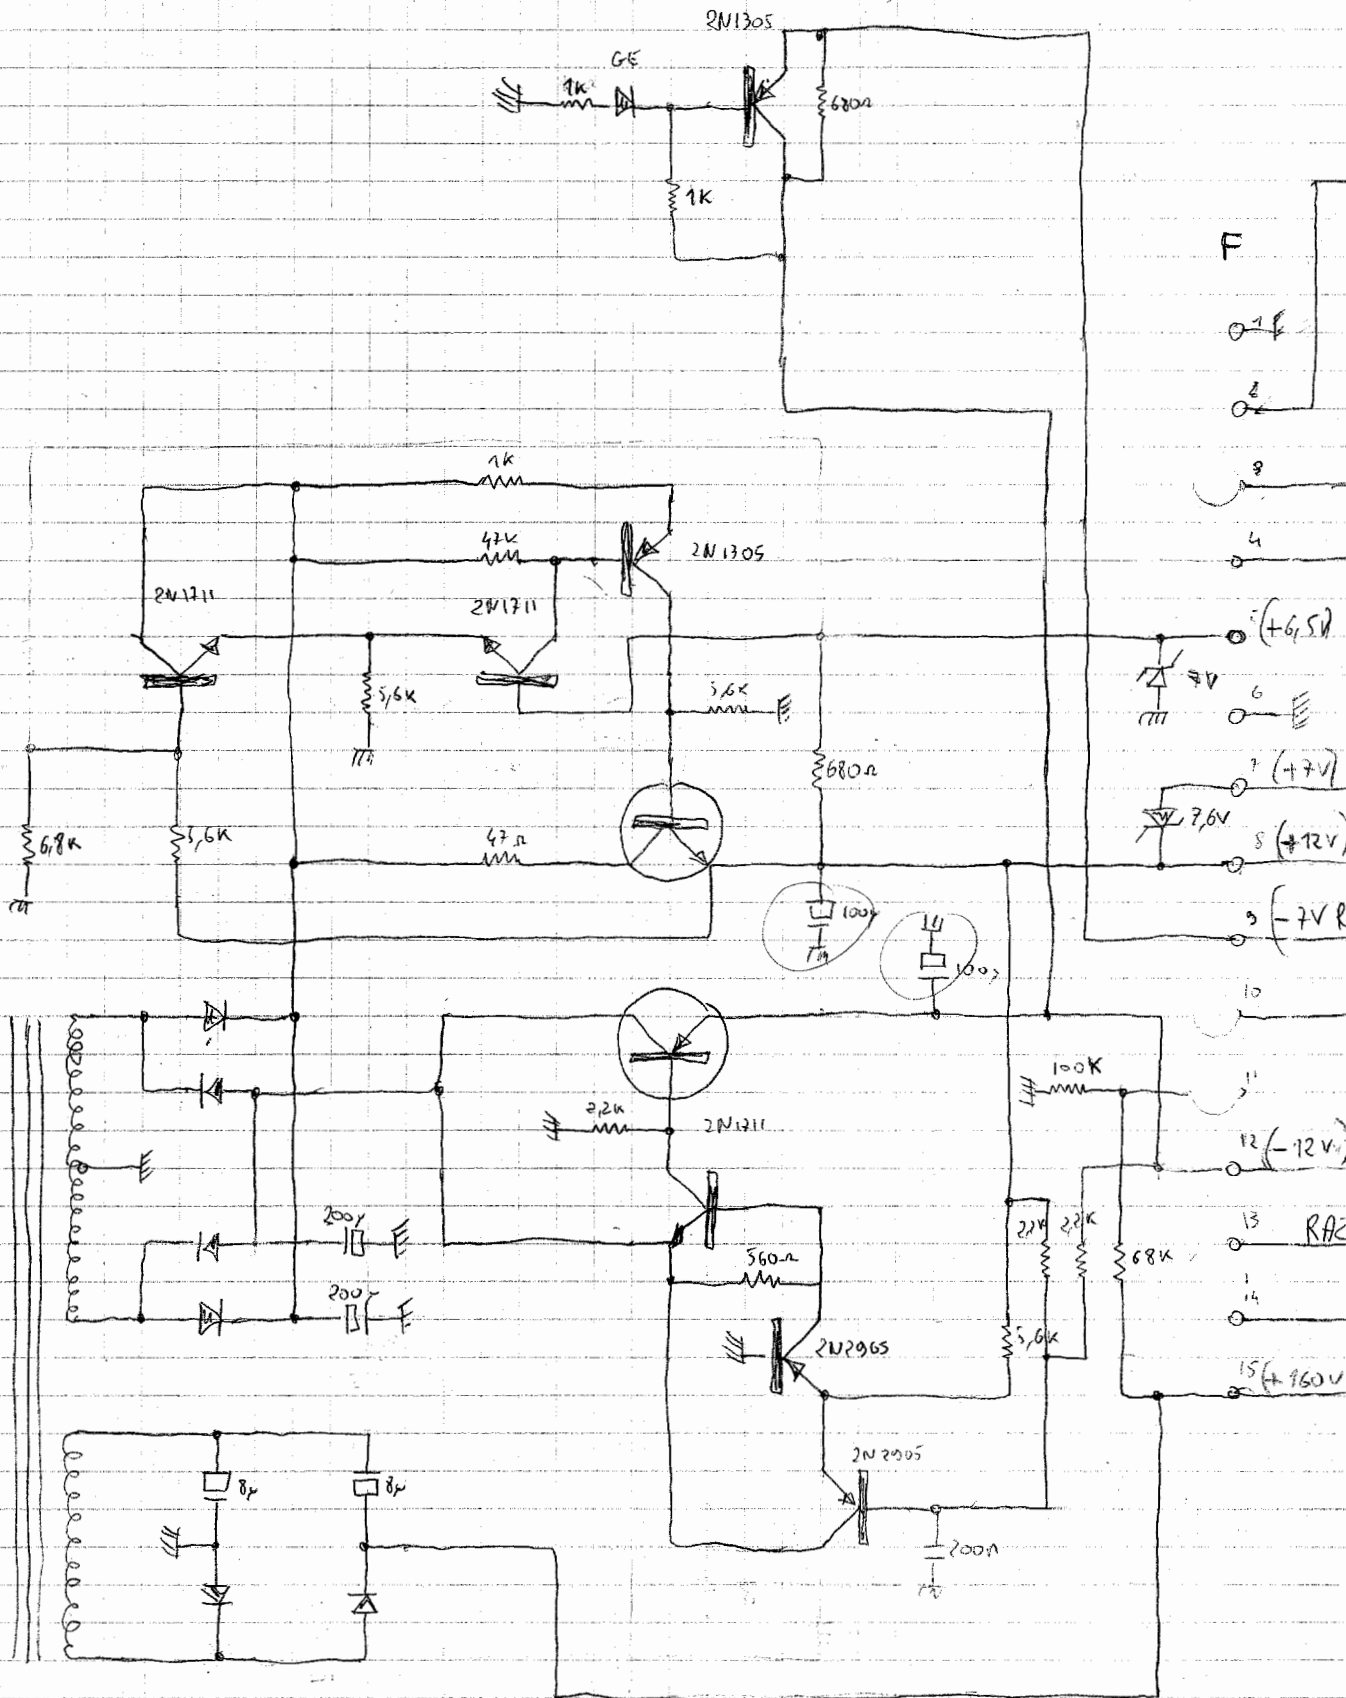 2N1305
GE
1K
680Ω
1K
F
1
2
1K
3
47K
2N1305
4
2N1711
2N1711
(+6,5V)
5,6K
5,6K
7V
6
680Ω
7 (+7V)
6,8K
5,6K
47Ω
7,6V
8 (+12V)
100µ
9 (-7V R
100µ
10
100K
11
2,2K
2N1711
12 (-12V)
200µ
2,2K
2,2K
13
RAZ
560Ω
68K
200µ
14
5,6K
2N2905
15 (+160V
2N2905
8µ
8µ
200n